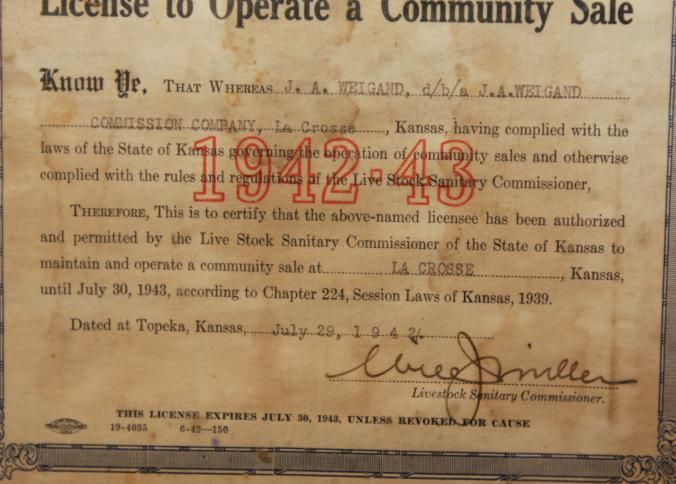 License to Operate a Community Sale
Know Ye, THAT WHEREAS J. A. WEIGAND, d/b/a J.A.WEIGAND
COMMISSION COMPANY, La Crosse, Kansas, having complied with the
laws of the State of Kansas governing the operation of community sales and otherwise
1942-43
complied with the rules and regulations of the Live Stock Sanitary Commissioner,
THEREFORE, This is to certify that the above-named licensee has been authorized
and permitted by the Live Stock Sanitary Commissioner of the State of Kansas to
maintain and operate a community sale at LA CROSSE, Kansas,
until July 30, 1943, according to Chapter 224, Session Laws of Kansas, 1939.
Dated at Topeka, Kansas, July 29, 1942.
Will J Miller
Livestock Sanitary Commissioner.
THIS LICENSE EXPIRES JULY 30, 1943, UNLESS REVOKED FOR CAUSE
19-4035 6-42—150